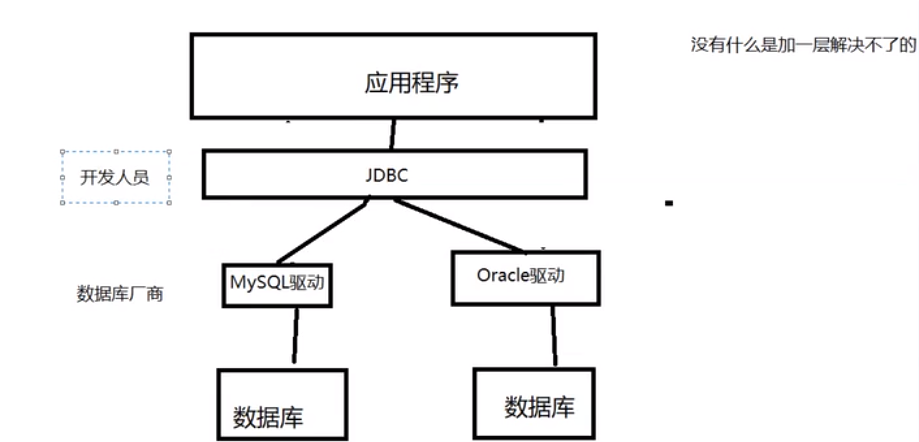 没有什么是加一层解决不了的
应用程序
开发人员
JDBC
MySQL驱动
Oracle驱动
数据库厂商
数据库
数据库